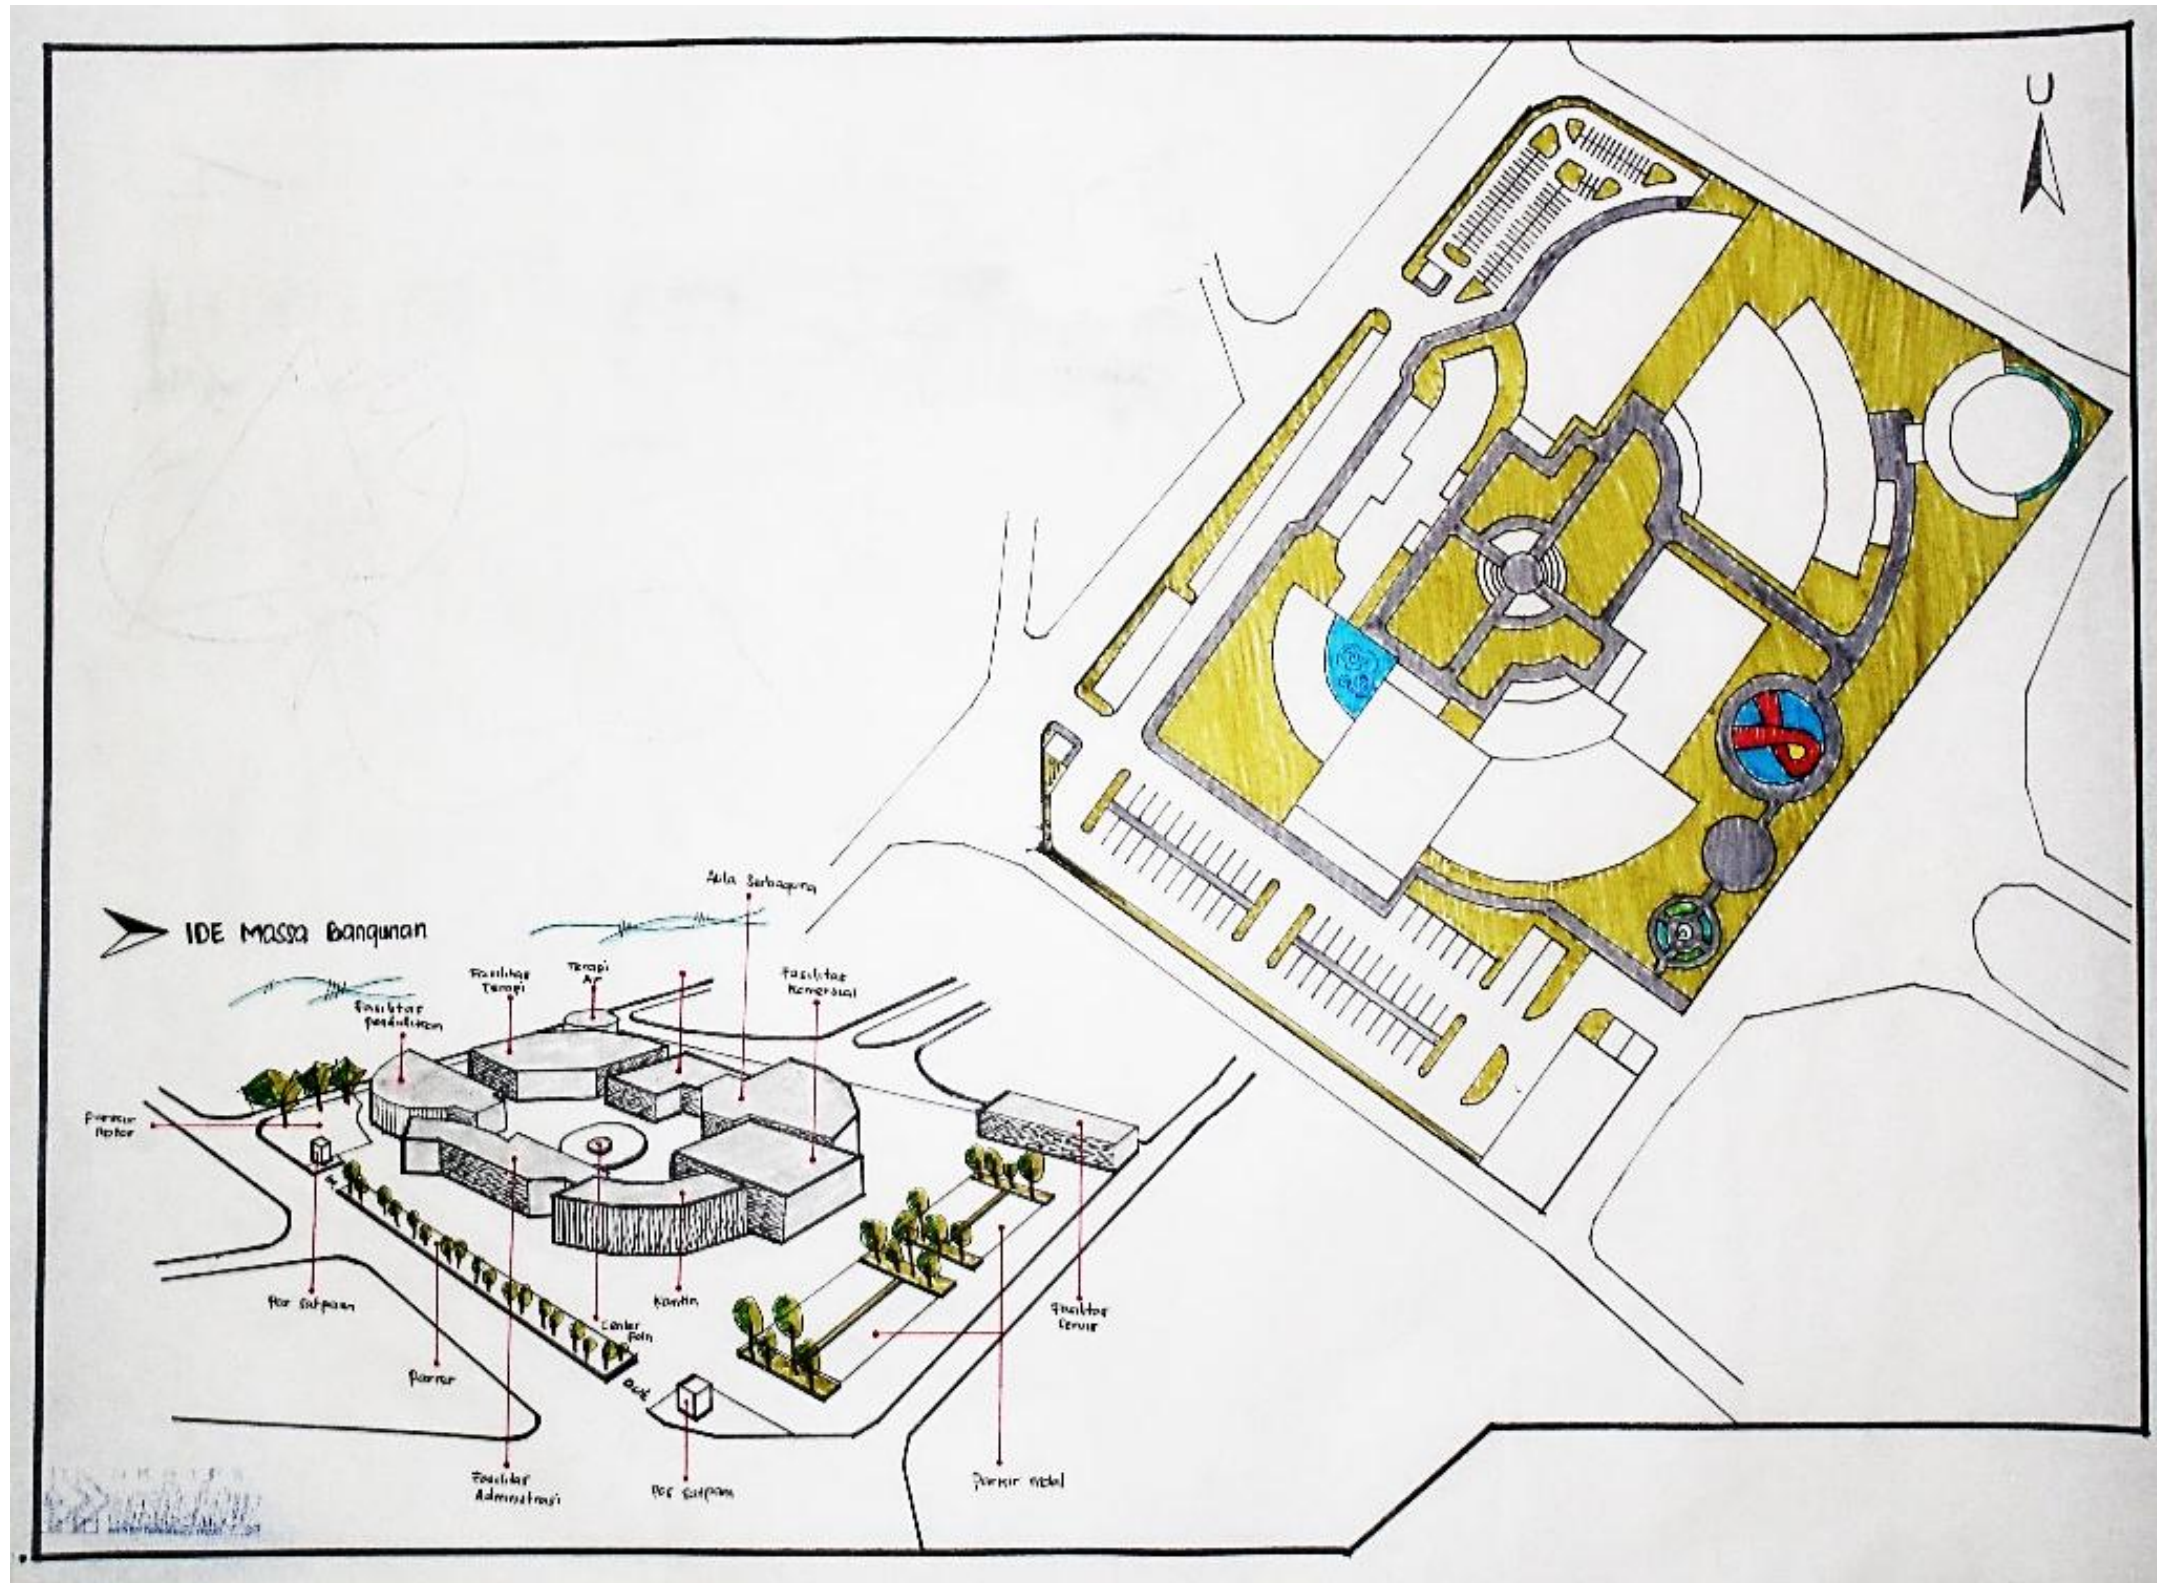 U
IDE Massa Bangunan
Aula Serbaguna
Fasilitas
Terapi
Terapi
Air
Fasilitas
Komersial
Fasilitas
Pendidikan
Parkir
Motor
Pos Satpam
Kantin
Center
Poin
Fasilitas
Servis
Parkir
Fasilitas
Administrasi
Pos Satpam
Parkir Mobil